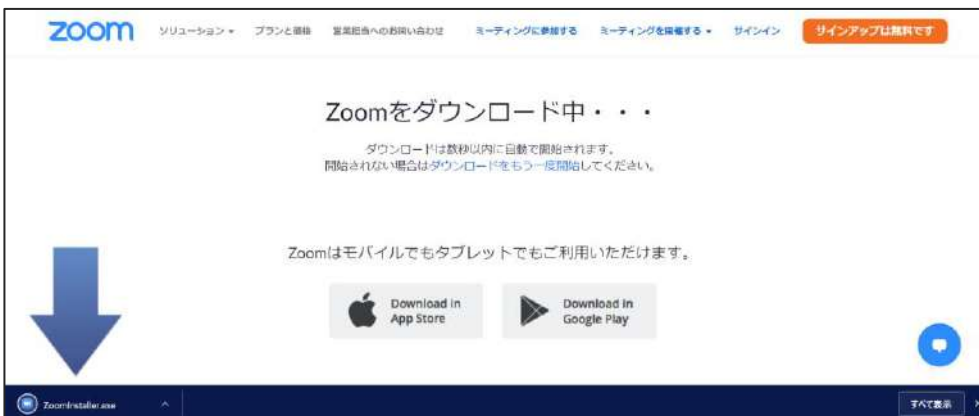 zoom ソリューション プランと価格 営業担当へのお問い合わせ ミーティングに参加する ミーティングを開催する サインイン サインアップは無料です
Zoomをダウンロード中・・・
ダウンロードは数秒以内に自動で開始されます。
開始されない場合はダウンロードをもう一度開始してください。
Zoomはモバイルでもタブレットでもご利用いただけます。
Download in
App Store
Download in
Google Play
ZoomInstaller.exe すべて表示